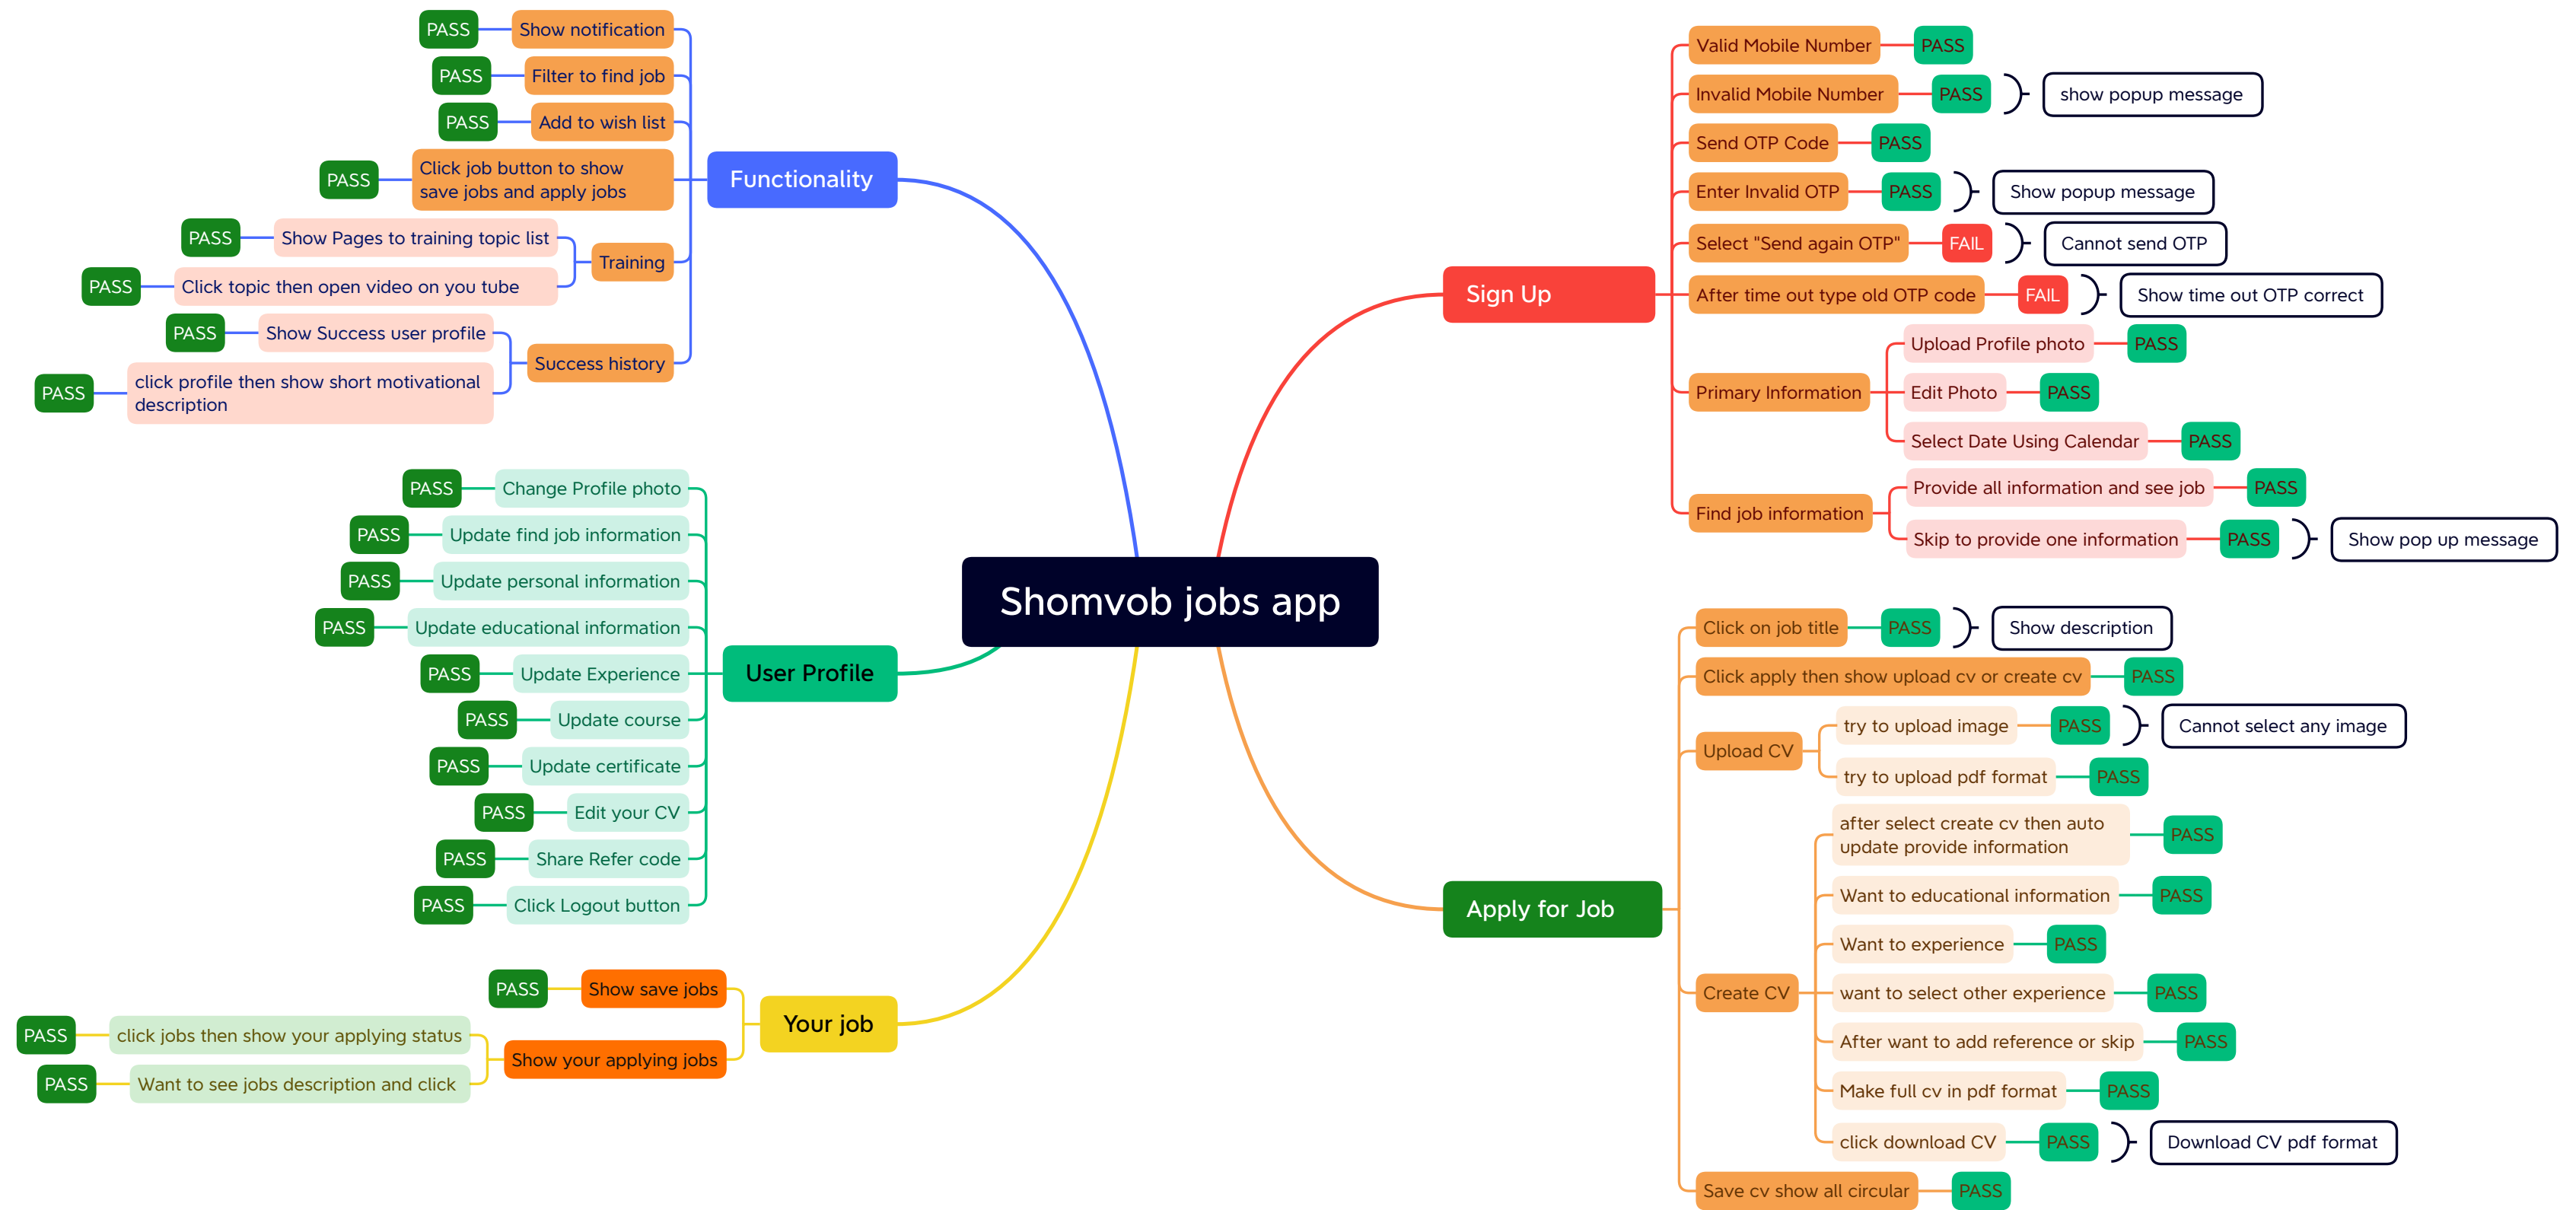 Shomvob jobs app
Functionality
Show notification
PASS
Filter to find job
PASS
Add to wish list
PASS
Click job button to show
save jobs and apply jobs
PASS
Training
Show Pages to training topic list
PASS
Click topic then open video on you tube
PASS
Success history
Show Success user profile
PASS
click profile then show short motivational
description
PASS
User Profile
Change Profile photo
PASS
Update find job information
PASS
Update personal information
PASS
Update educational information
PASS
Update Experience
PASS
Update course
PASS
Update certificate
PASS
Edit your CV
PASS
Share Refer code
PASS
Click Logout button
PASS
Your job
Show save jobs
PASS
Show your applying jobs
click jobs then show your applying status
PASS
Want to see jobs description and click
PASS
Sign Up
Valid Mobile Number
PASS
Invalid Mobile Number
PASS
show popup message
Send OTP Code
PASS
Enter Invalid OTP
PASS
Show popup message
Select "Send again OTP"
FAIL
Cannot send OTP
After time out type old OTP code
FAIL
Show time out OTP correct
Primary Information
Upload Profile photo
PASS
Edit Photo
PASS
Select Date Using Calendar
PASS
Find job information
Provide all information and see job
PASS
Skip to provide one information
PASS
Show pop up message
Apply for Job
Click on job title
PASS
Show description
Click apply then show upload cv or create cv
PASS
Upload CV
try to upload image
PASS
Cannot select any image
try to upload pdf format
PASS
Create CV
after select create cv then auto
update provide information
PASS
Want to educational information
PASS
Want to experience
PASS
want to select other experience
PASS
After want to add reference or skip
PASS
Make full cv in pdf format
PASS
click download CV
PASS
Download CV pdf format
Save cv show all circular
PASS